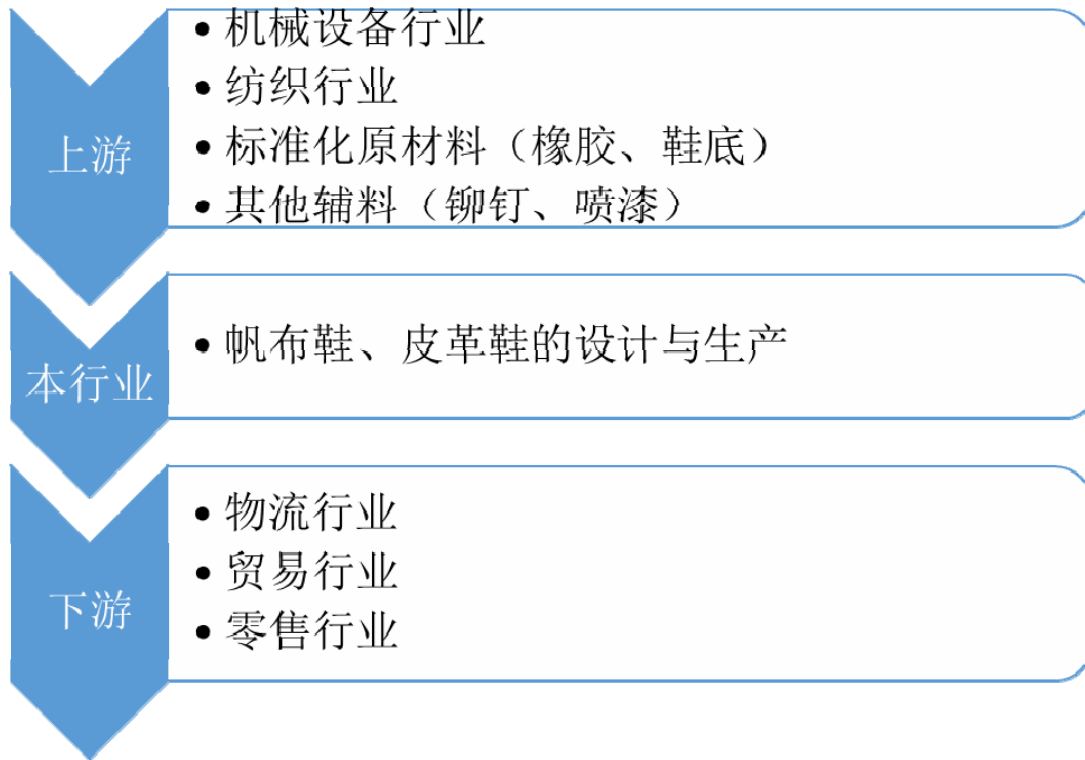 • 机械设备行业
• 纺织行业
上游
• 标准化原材料（橡胶、鞋底）
• 其他辅料（铆钉、喷漆）
本行业
• 帆布鞋、皮革鞋的设计与生产
下游
• 物流行业
• 贸易行业
• 零售行业